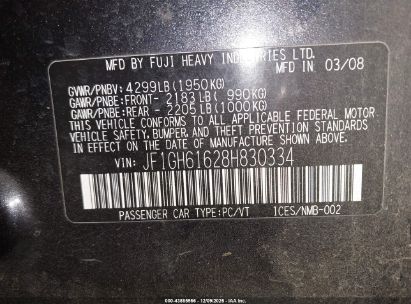 MFD BY FUJI HEAVY INDUSTRIES LTD.
MFD IN 03/08
GVWR/PNBV: 4299LB(1950KG)
GAWR/PNBE:FRONT- 2183LB( 990KG)
GAWR/PNBE:REAR - 2205LB(1000KG)
THIS VEHICLE CONFORMS TO ALL APPLICABLE FEDERAL MOTOR
VEHICLE SAFETY, BUMPER, AND THEFT PREVENTION STANDARDS
IN EFFECT ON THE DATE OF MANUFACTURE SHOWN ABOVE.
VIN: JF1GH61628H830334
PASSENGER CAR TYPE:PC/VT 1CES/NMB-002